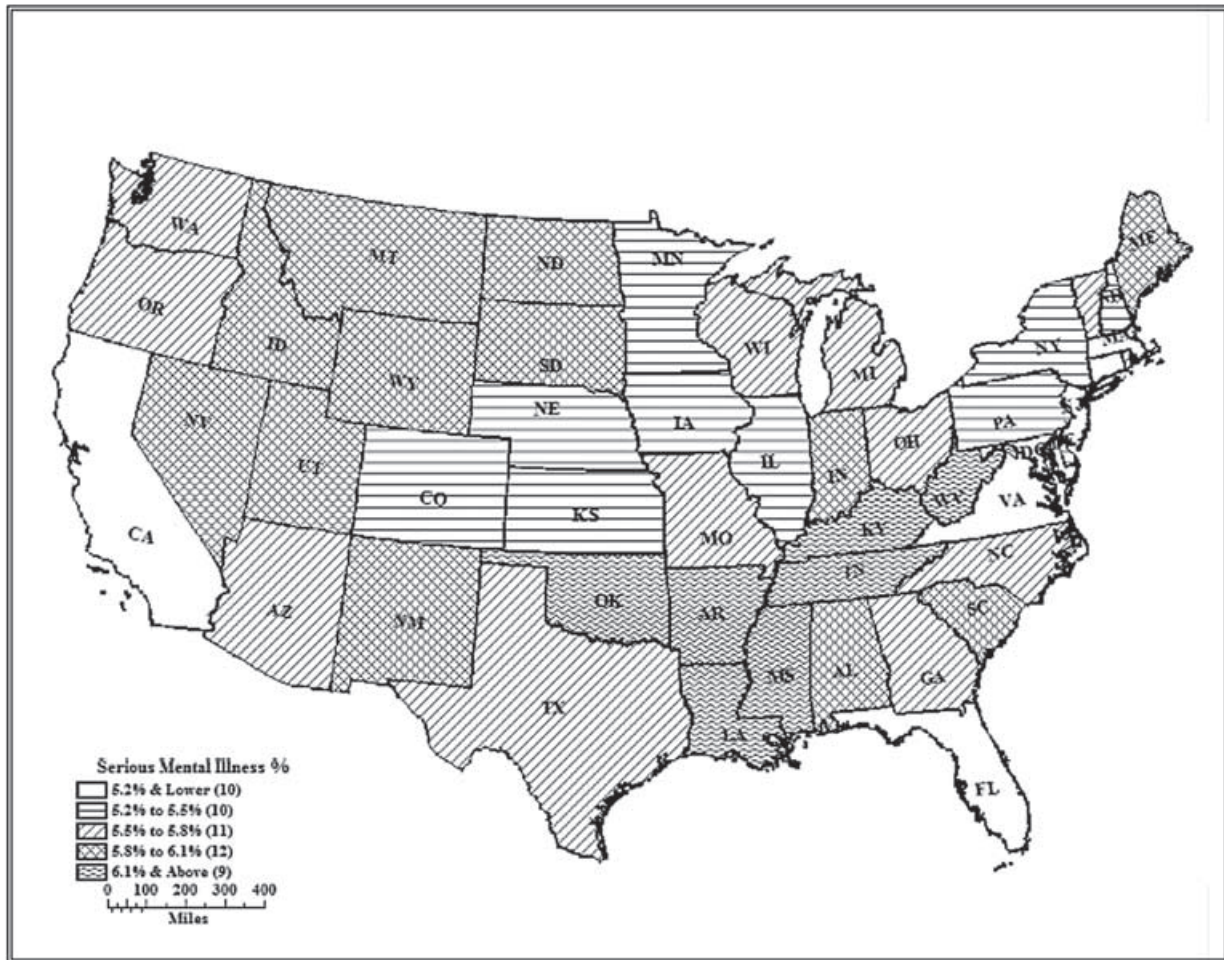 WA
MT
ND
MN
ME
OR
ID
SD
WI
NY
MA
WY
MI
NE
IA
PA
NV
OH
UT
IL
IN
CO
WV
VA
KS
CA
MO
KY
NC
TN
AZ
OK
AR
SC
NM
MS
AL
GA
TX
LA
FL
Serious Mental Illness %
5.2% & Lower (10)
5.2% to 5.5% (10)
5.5% to 5.8% (11)
5.8% to 6.1% (12)
6.1% & Above (9)
0 100 200 300 400
Miles